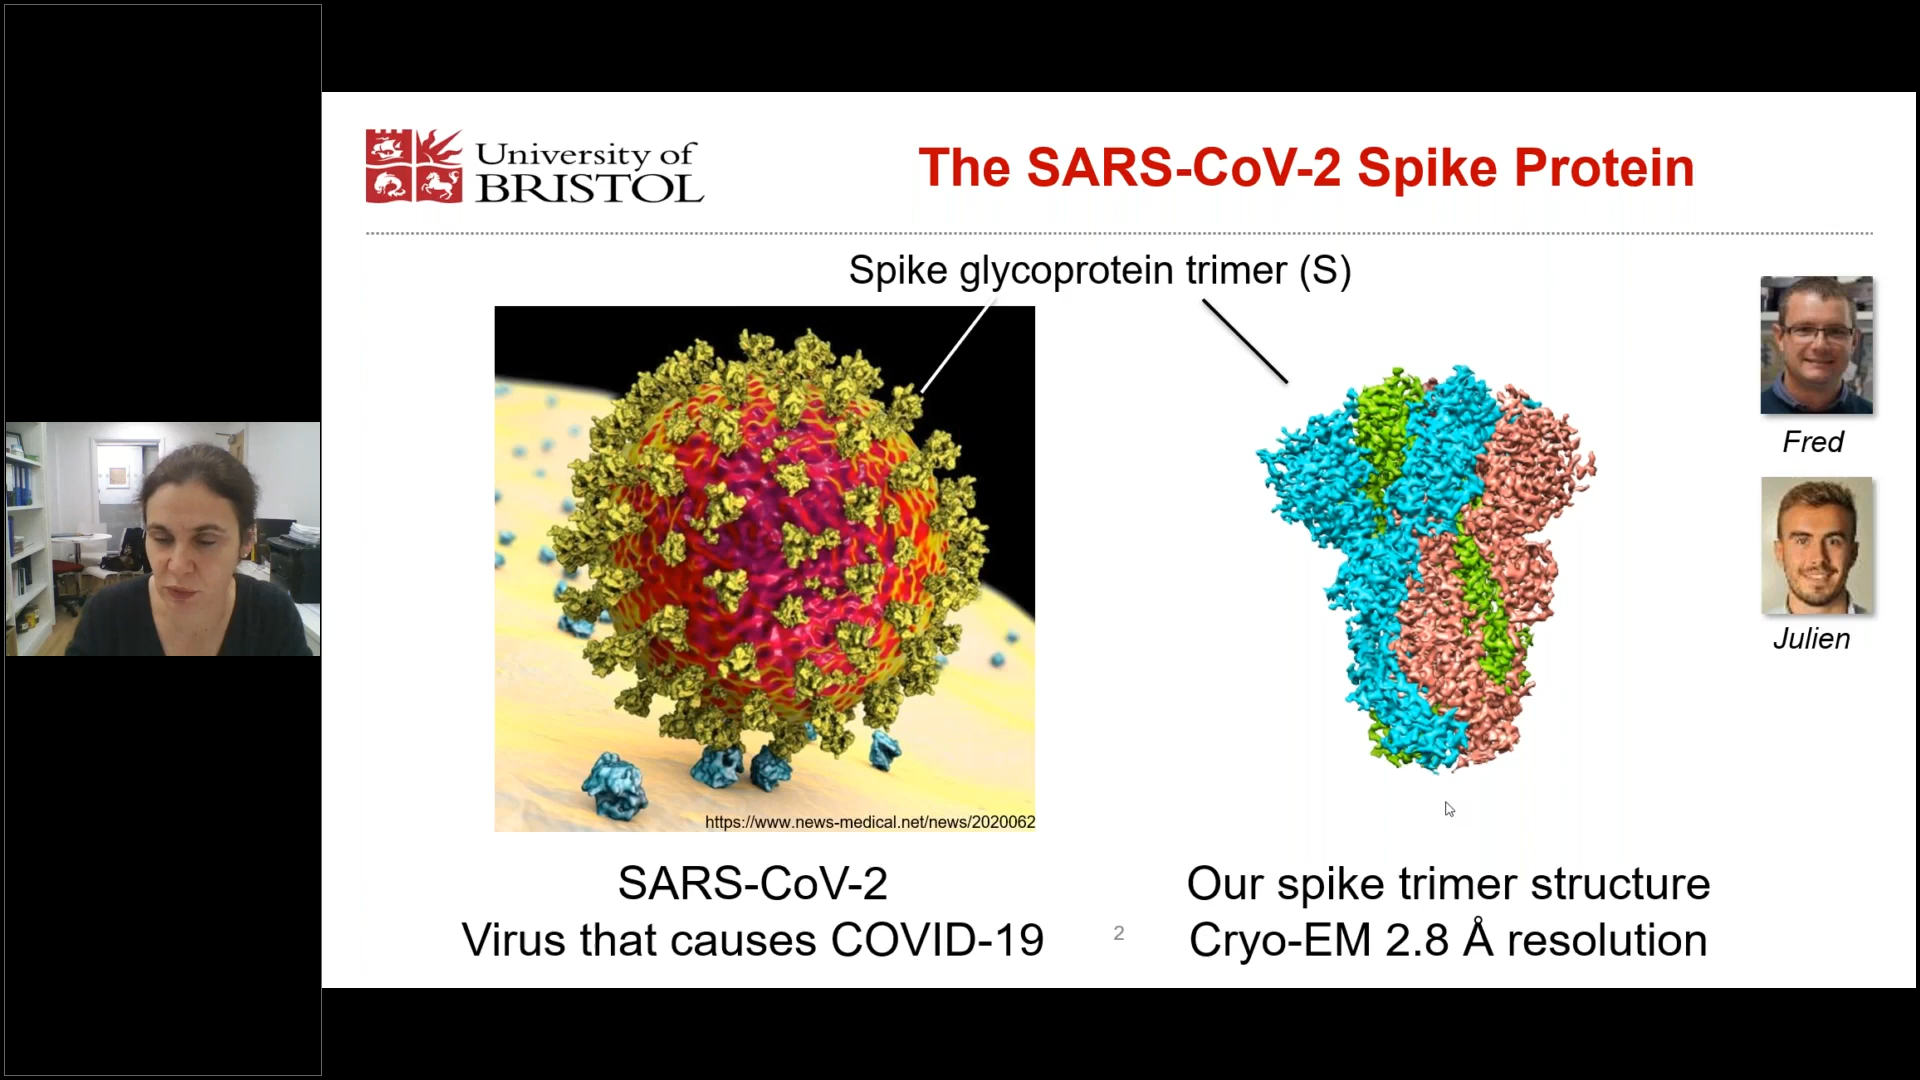 University of
BRISTOL
The SARS-CoV-2 Spike Protein
Spike glycoprotein trimer (S)
Fred
Julien
https://www.news-medical.net/news/2020062
SARS-CoV-2
Virus that causes COVID-19
2
Our spike trimer structure
Cryo-EM 2.8 Å resolution